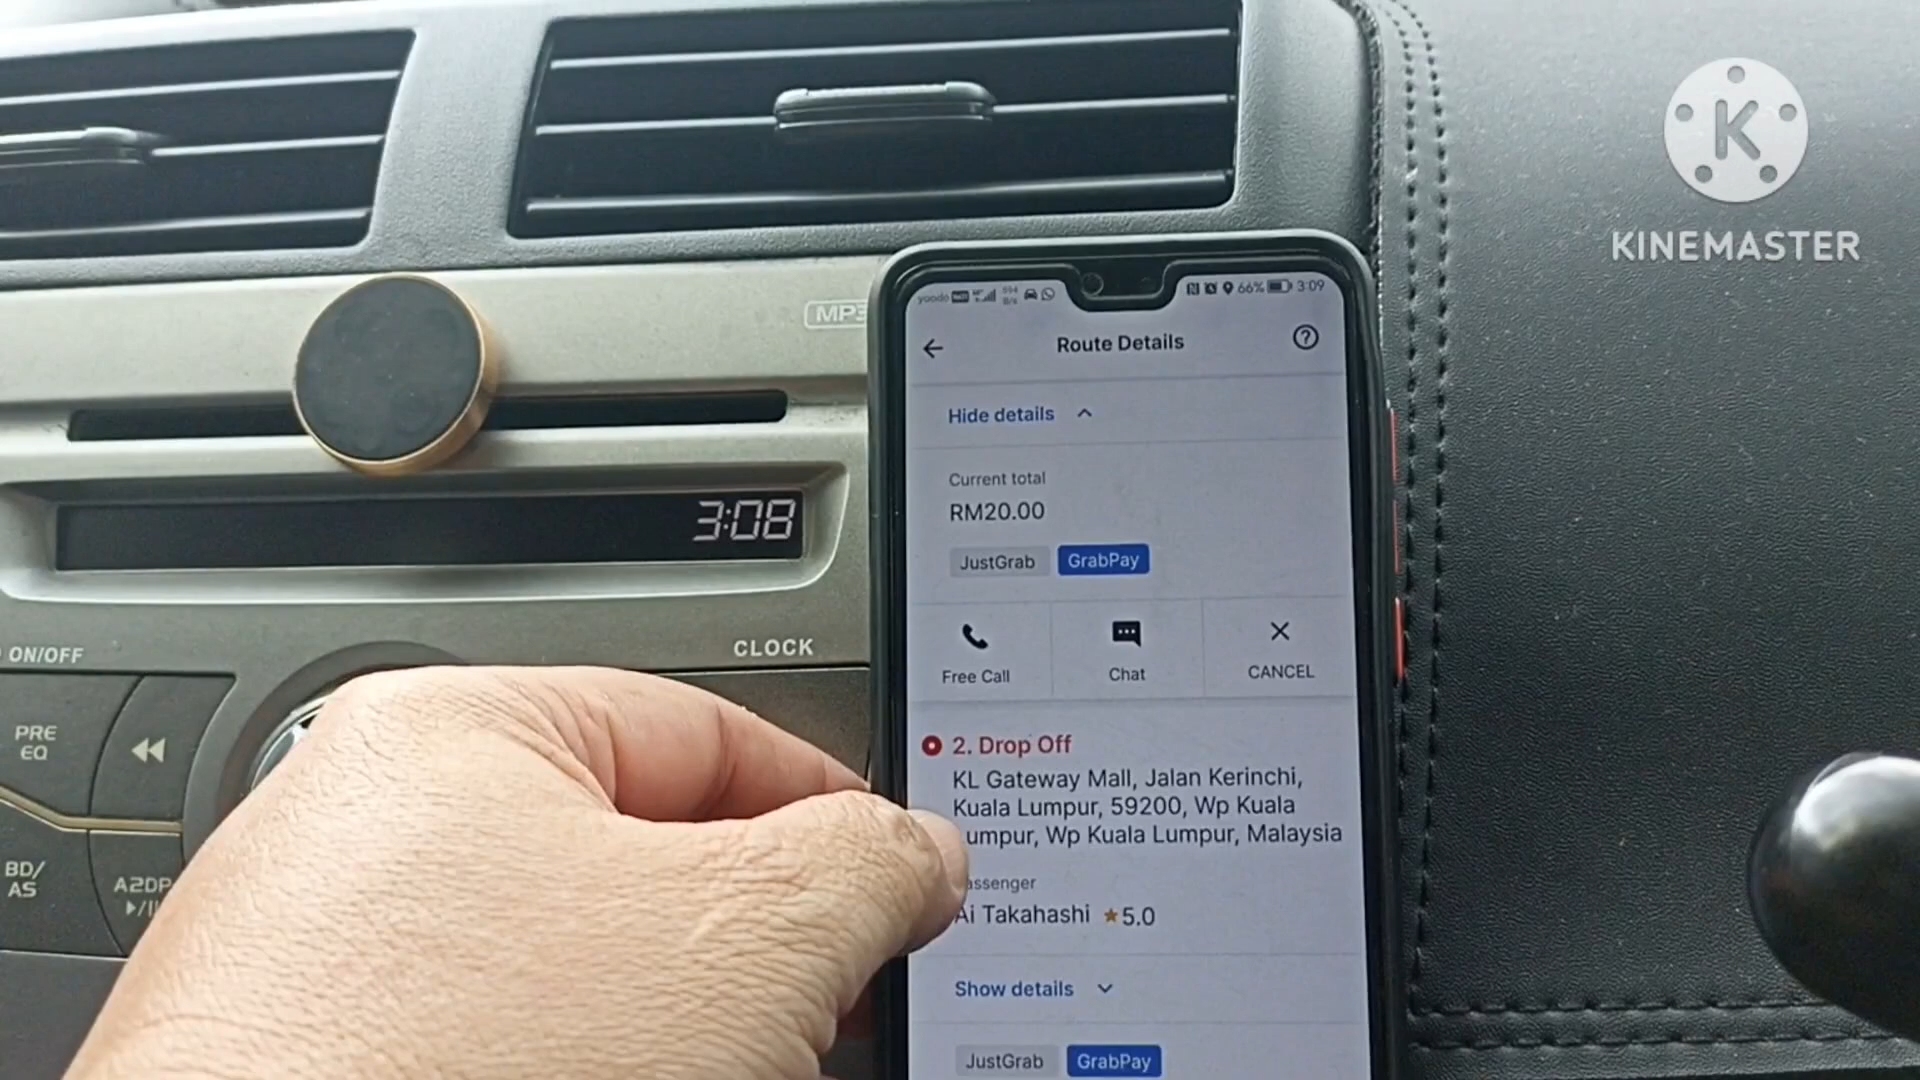 KINEMASTER
MP3
3:08
CLOCK
ON/OFF
PRE
EQ
BD/
AS
A2DP
yoodo
66% 3:09
Route Details
Hide details
Current total
RM20.00
JustGrab GrabPay
Free Call Chat CANCEL
2. Drop Off
KL Gateway Mall, Jalan Kerinchi,
Kuala Lumpur, 59200, Wp Kuala
umpur, Wp Kuala Lumpur, Malaysia
assenger
Ai Takahashi 5.0
Show details
JustGrab GrabPay